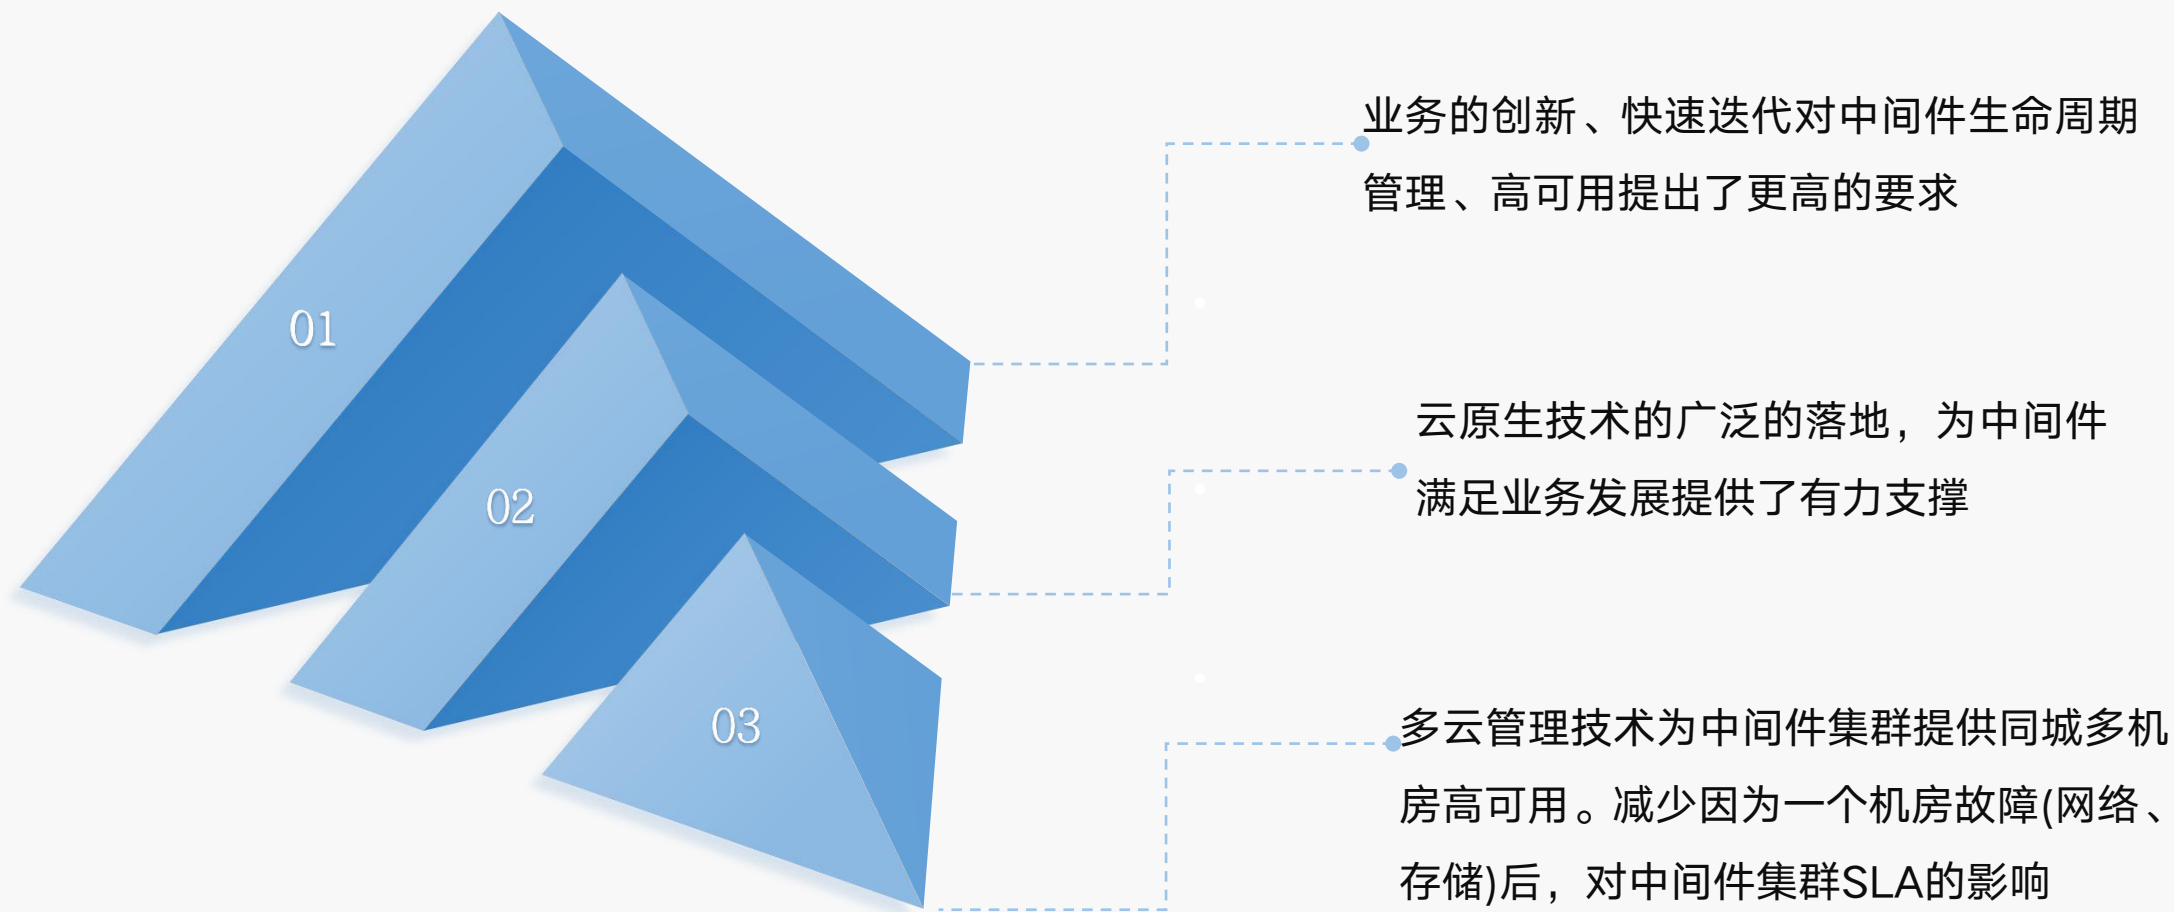 业务的创新、快速迭代对中间件生命周期
管理、高可用提出了更高的要求
01
云原生技术的广泛的落地，为中间件
满足业务发展提供了有力支撑
02
多云管理技术为中间件集群提供同城多机
房高可用。减少因为一个机房故障(网络、
存储)后，对中间件集群SLA的影响
03